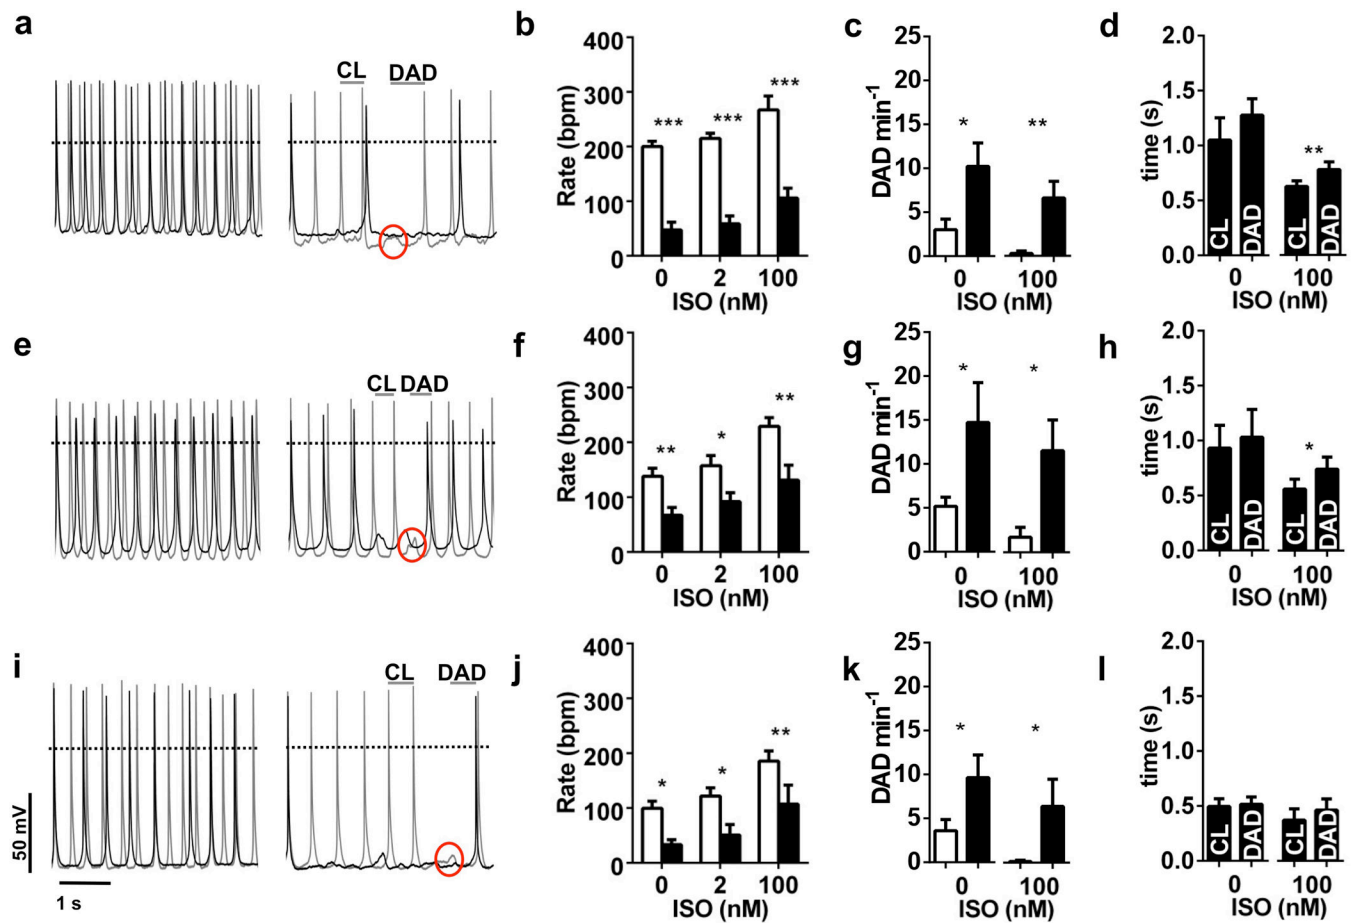 a
CL DAD
50 mV
1 s
b
Rate (bpm)
400
300
200
100
0
*** *** ***
0 2 100
ISO (nM)
c
DAD min-1
25
20
15
10
5
0
* **
0 100
ISO (nM)
d
time (s)
2.0
1.5
1.0
0.5
0.0
**
CL DAD CL DAD
0 100
ISO (nM)
e
CL DAD
f
Rate (bpm)
400
300
200
100
0
** * **
0 2 100
ISO (nM)
g
DAD min-1
25
20
15
10
5
0
* *
0 100
ISO (nM)
h
time (s)
2.0
1.5
1.0
0.5
0.0
*
CL DAD CL DAD
0 100
ISO (nM)
i
CL DAD
j
Rate (bpm)
400
300
200
100
0
* * **
0 2 100
ISO (nM)
k
DAD min-1
25
20
15
10
5
0
* *
0 100
ISO (nM)
l
time (s)
2.0
1.5
1.0
0.5
0.0
CL DAD CL DAD
0 100
ISO (nM)